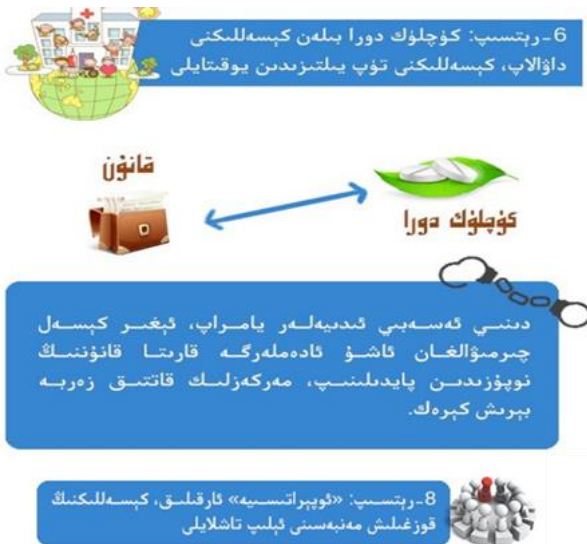 6-رېتسىپ: كۈچلۈك دورا بىلەن كېسەللىكنى
داۋالاپ، كېسەللىكنى تۈپ يىلتىزىدىن يوقىتايلى
قانۇن
كۈچلۈك دورا
دىنىي ئەسەبىي ئىدىيەلەر يامراپ، ئېغىر كېسەل
چىرمىۋالغان ئاشۇ ئادەملەرگە قارىتا قانۇننىڭ
نوپۇزىدىن پايدىلىنىپ، مەركەزلىك قاتتىق زەربە
بېرىش كېرەك.
8-رېتسىپ: «ئوپېراتسىيە» ئارقىلىق، كېسەللىكنىڭ
قوزغىلىش مەنبەسىنى ئېلىپ تاشلايلى